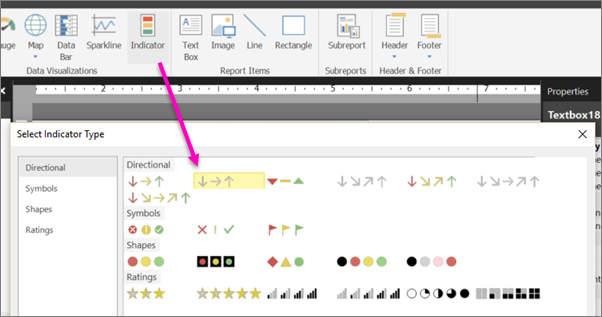 Map
Data
Bar
Sparkline
Indicator
Text
Box
Image
Line
Rectangle
Subreport
Header
Footer
Data Visualizations
Report Items
Subreports
Header & Footer
1
2
3
4
5
6
7
Properties
Textbox18
Select Indicator Type
Directional
Symbols
Shapes
Ratings
Directional
Symbols
Shapes
Ratings